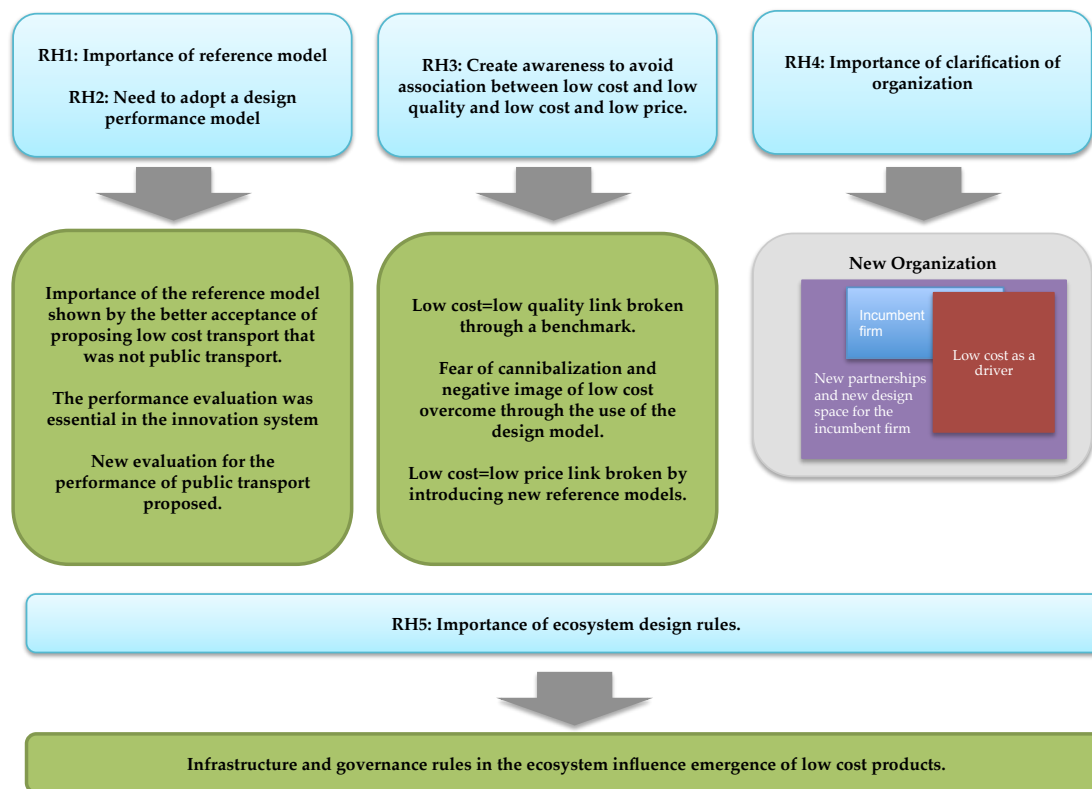 RH1: Importance of reference model
RH2: Need to adopt a design
performance model
RH3: Create awareness to avoid
association between low cost and low
quality and low cost and low price.
RH4: Importance of clarification of
organization
Importance of the reference model
shown by the better acceptance of
proposing low cost transport that
was not public transport.
The performance evaluation was
essential in the innovation system
New evaluation for the
performance of public transport
proposed.
Low cost=low quality link broken
through a benchmark.
Fear of cannibalization and
negative image of low cost
overcome through the use of the
design model.
Low cost=low price link broken by
introducing new reference models.
New Organization
Incumbent
firm
Low cost as a
driver
New partnerships
and new design
space for the
incumbent firm
RH5: Importance of ecosystem design rules.
Infrastructure and governance rules in the ecosystem influence emergence of low cost products.